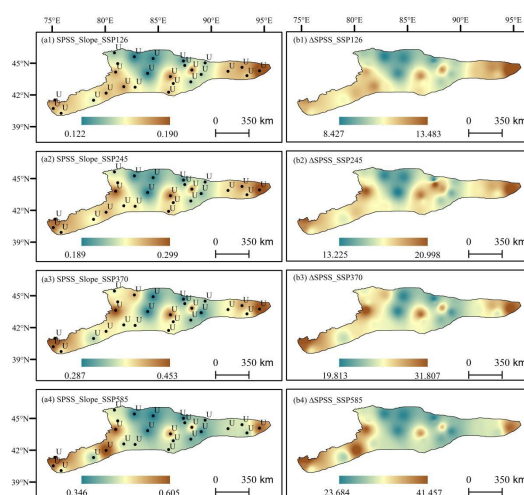 75°E 80°E 85°E 90°E 95°E 75°E 80°E 85°E 90°E 95°E
(a1) SPSS_Slope_SSP126 (b1) ΔSPSS_SSP126
45°N
42°N
39°N
U U U U U U U U U U U U U U U U U U U U
0.122 0.190 0 350 km 8.427 13.483 0 350 km
(a2) SPSS_Slope_SSP245 (b2) ΔSPSS_SSP245
45°N
42°N
39°N
U U U U U U U U U U U U U U U U U U U U
0.189 0.299 0 350 km 13.225 20.998 0 350 km
(a3) SPSS_Slope_SSP370 (b3) ΔSPSS_SSP370
45°N
42°N
39°N
U U U U U U U U U U U U U U U U U U U U
0.287 0.453 0 350 km 19.813 31.807 0 350 km
(a4) SPSS_Slope_SSP585 (b4) ΔSPSS_SSP585
45°N
42°N
39°N
U U U U U U U U U U U U U U U U U U U U
0.346 0.605 0 350 km 23.684 41.457 0 350 km